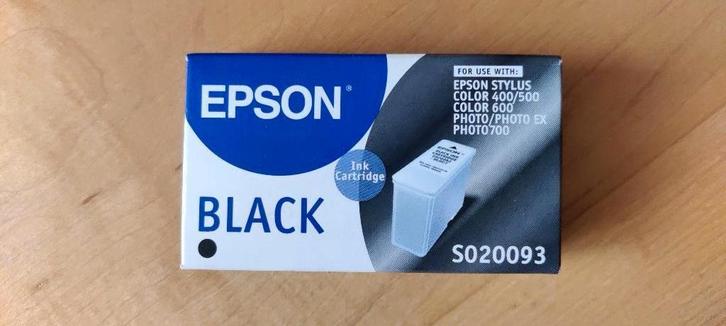 EPSON®
Ink
Cartridge
BLACK
FOR USE WITH:
EPSON STYLUS
COLOR 400/500
COLOR 600
PHOTO/PHOTO EX
PHOTO700
EPSON
S020093